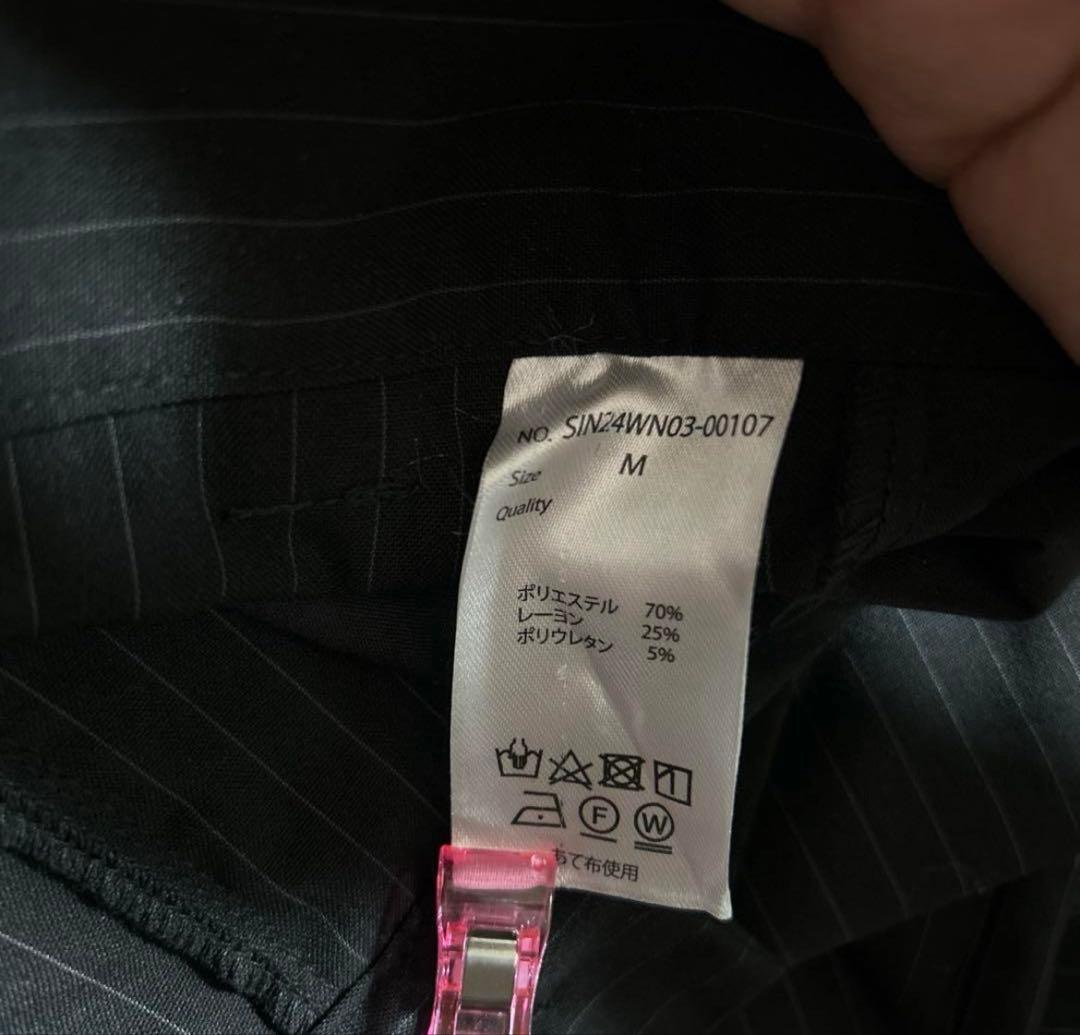 NO. SIN24WN03-00107
Size M
Quality
ポリエステル 70%
レーヨン 25%
ポリウレタン 5%
F W
あて布使用